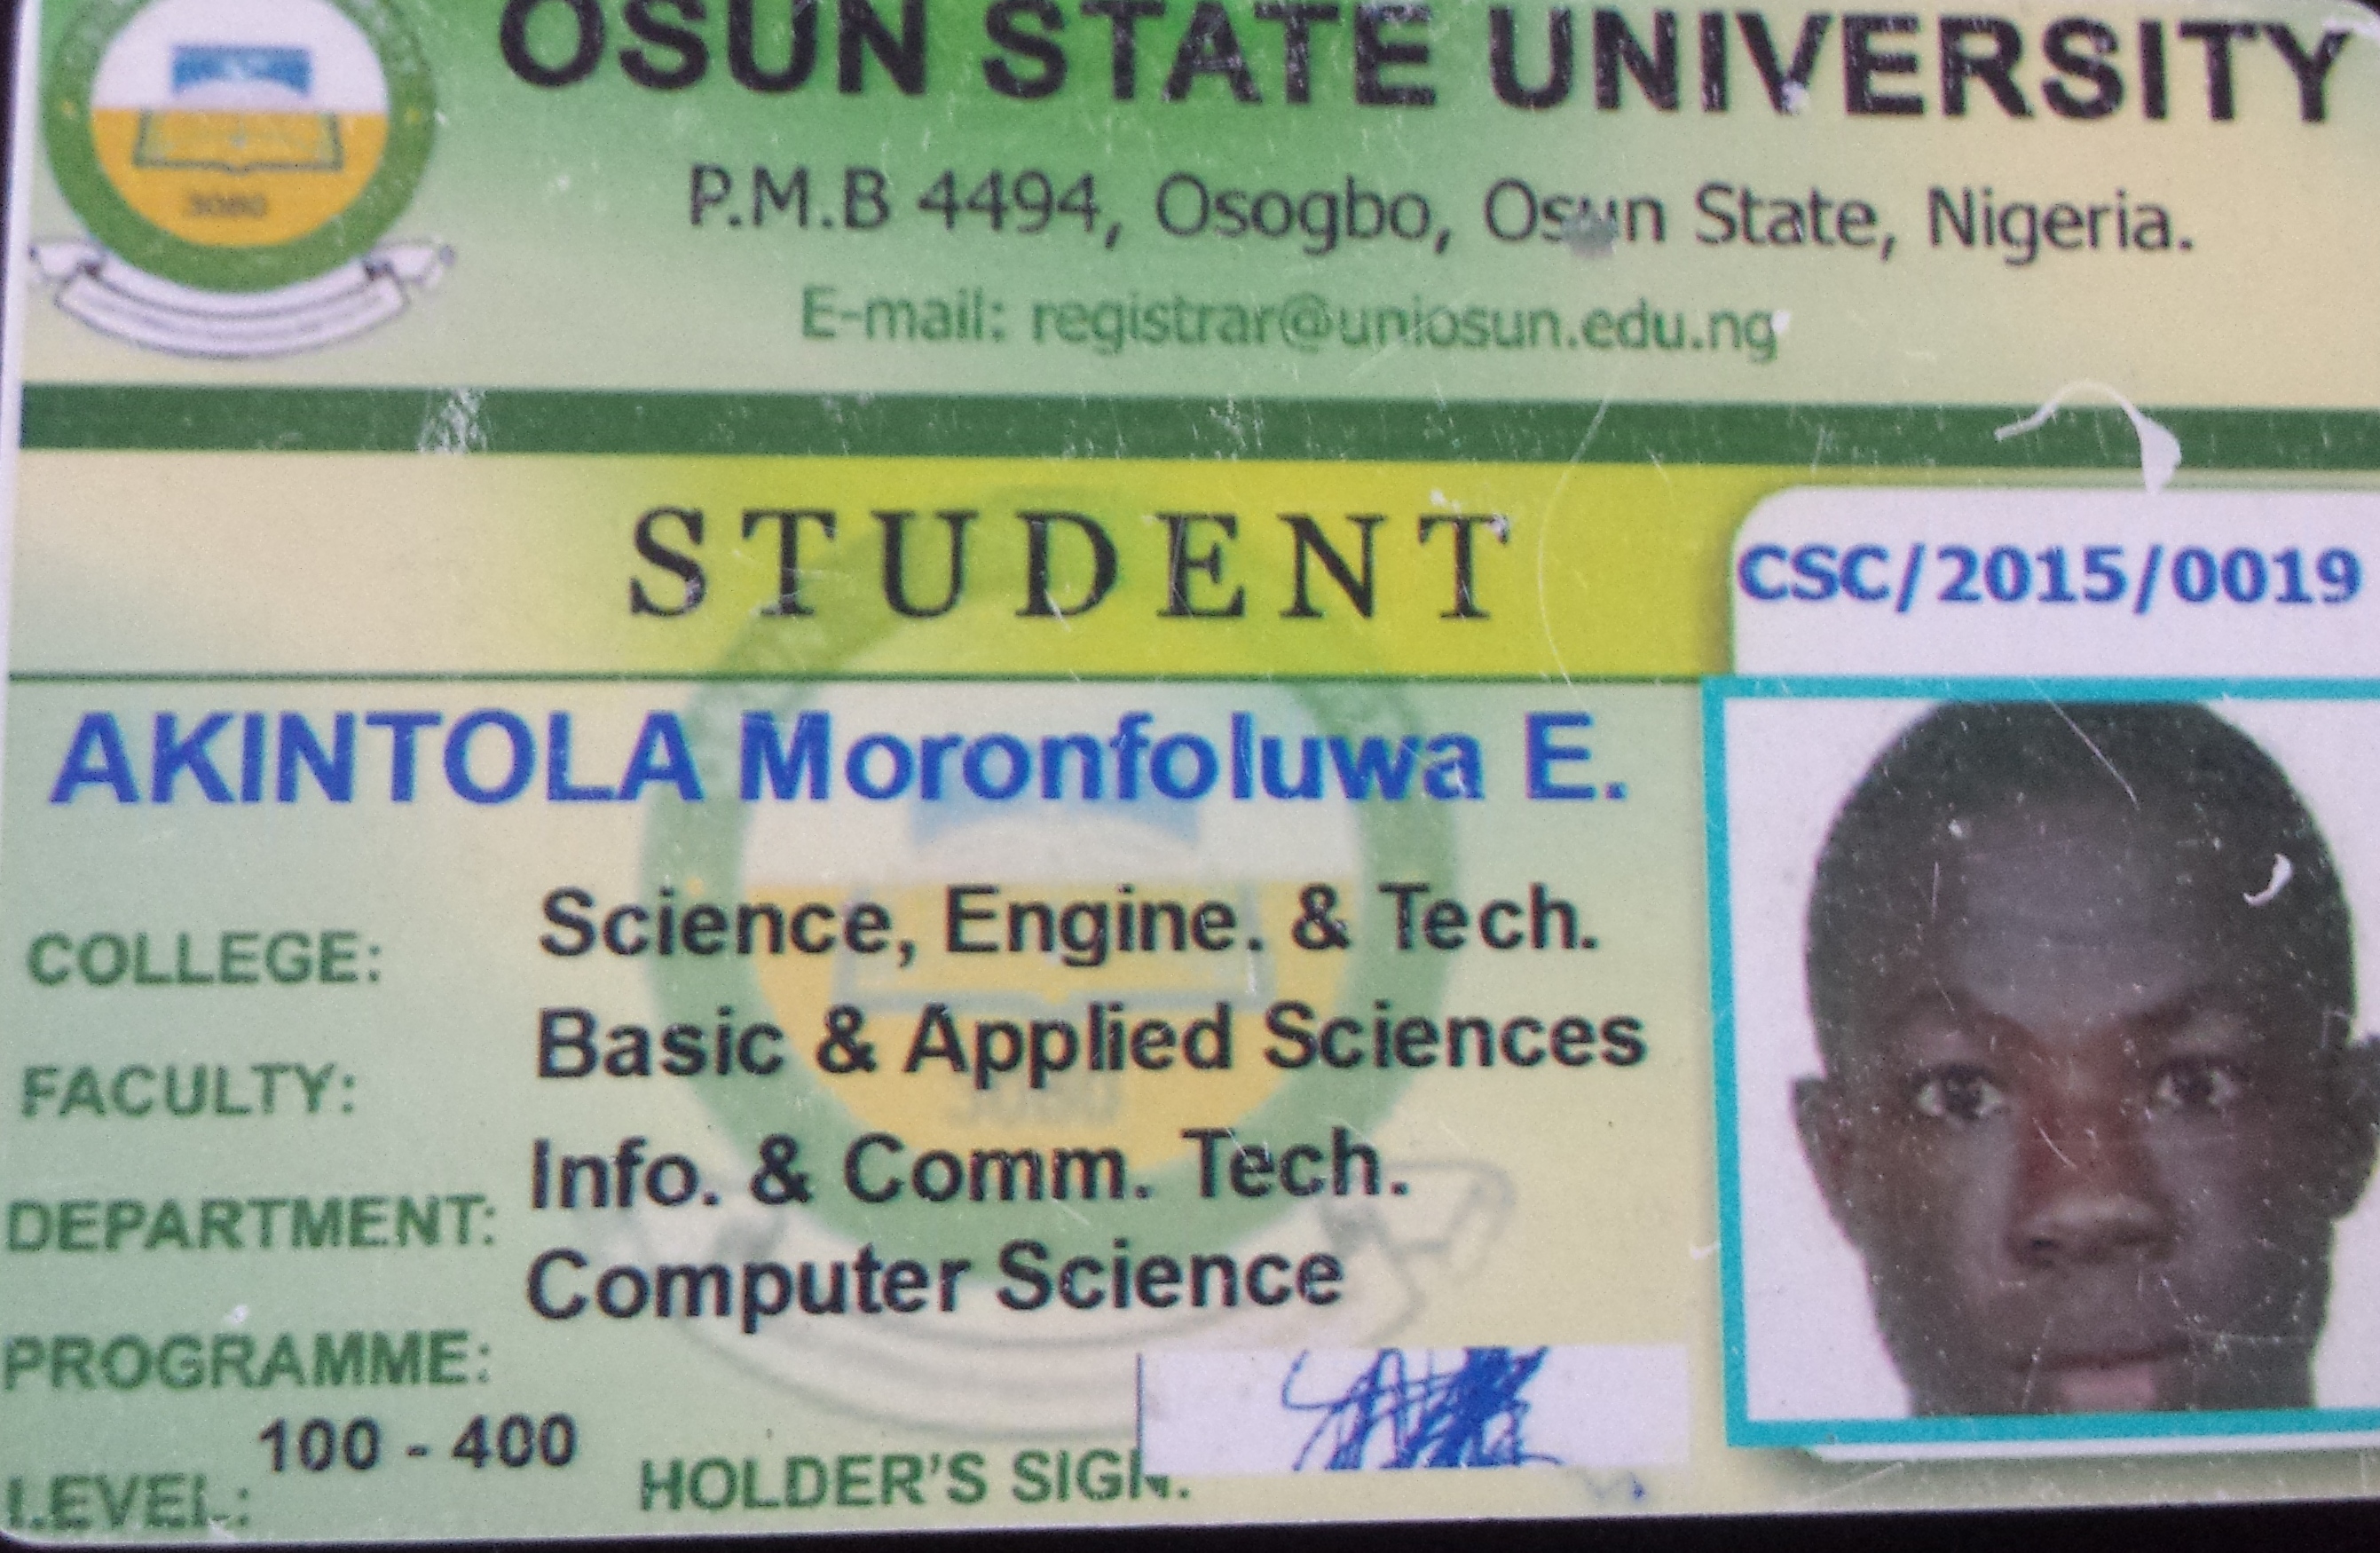 OSUN STATE UNIVERSITY
P.M.B 4494, Osogbo, Osun State, Nigeria.
E-mail: registrar@uniosun.edu.ng
STUDENT
CSC/2015/0019
AKINTOLA Moronfoluwa E.
COLLEGE: Science, Engine. & Tech.
FACULTY: Basic & Applied Sciences
DEPARTMENT: Info. & Comm. Tech.
PROGRAMME: Computer Science
LEVEL: 100 - 400
HOLDER'S SIGN.